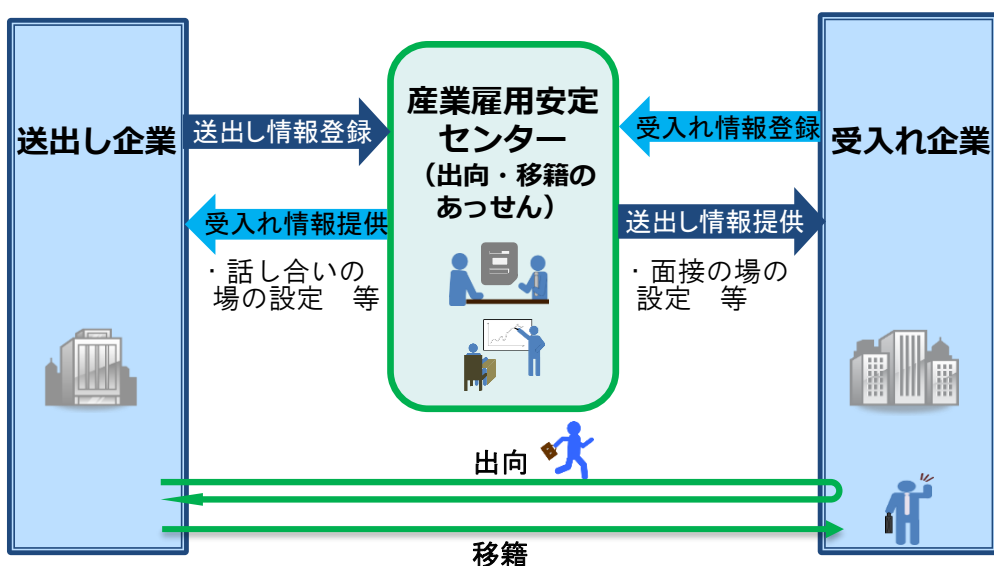 送出し企業
送出し情報登録
受入れ情報提供
・話し合いの
場の設定　等
産業雇用安定
センター
（出向・移籍の
あっせん）
受入れ情報登録
送出し情報提供
・面接の場の
設定　等
受入れ企業
出向
移籍